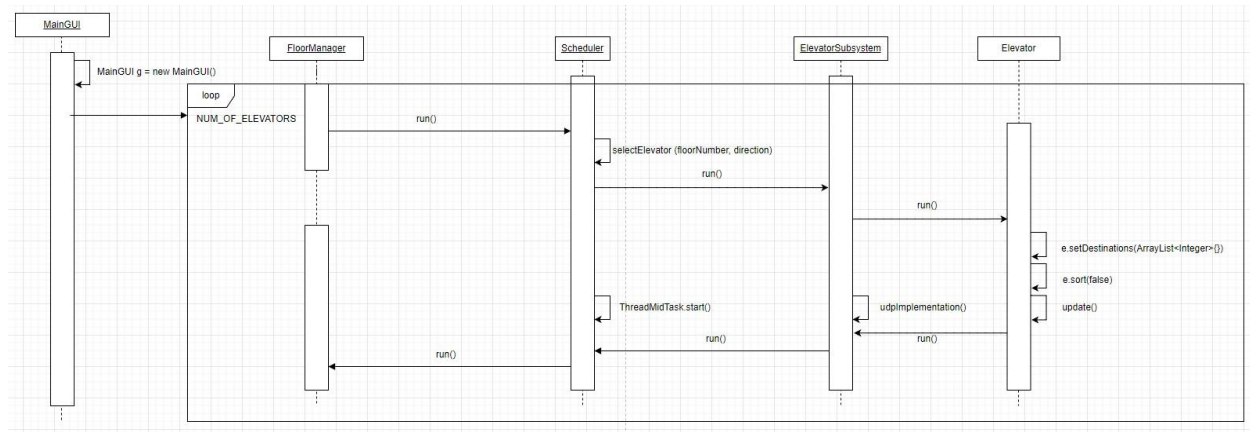 MainGUI
FloorManager
Scheduler
ElevatorSubsystem
Elevator
MainGUI g = new MainGUI()
loop
NUM_OF_ELEVATORS
run()
selectElevator (floorNumber, direction)
run()
run()
e.setDestinations(ArrayList<Integer>{})
e.sort(false)
ThreadMidTask.start()
udpImplementation()
update()
run()
run()
run()